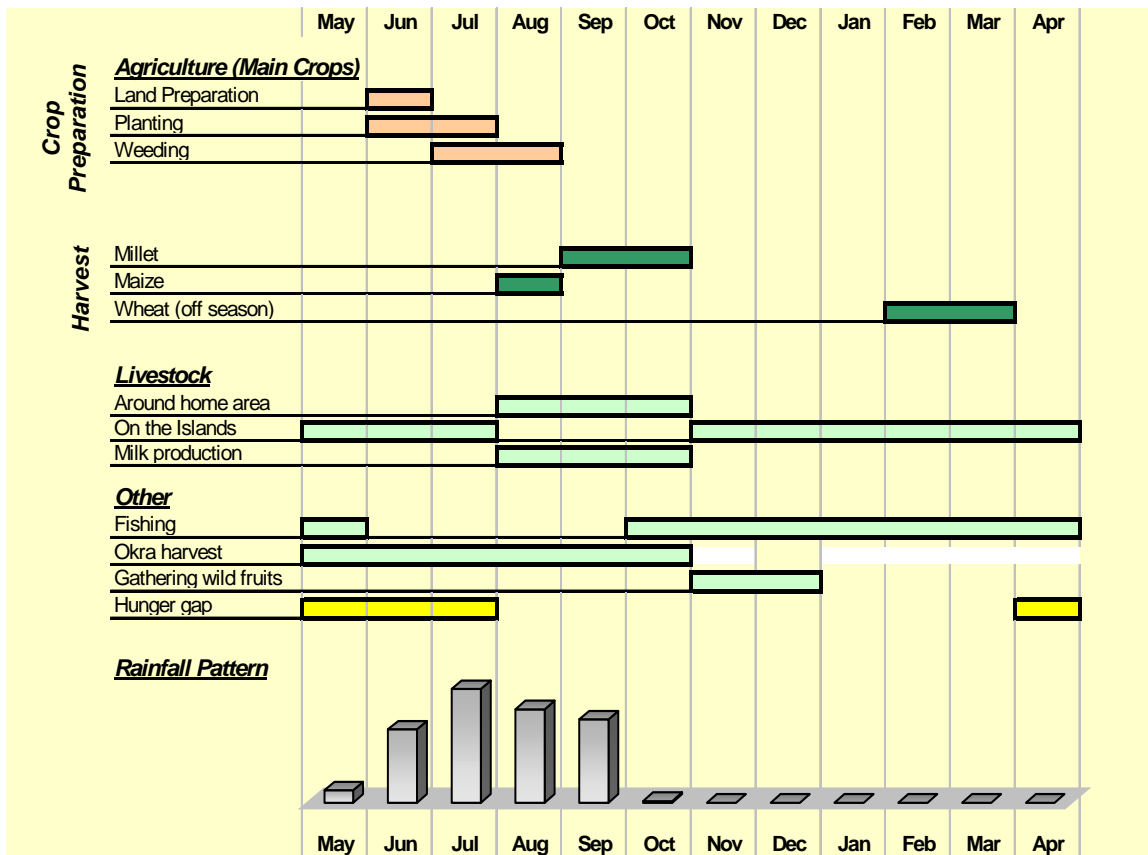 May Jun Jul Aug Sep Oct Nov Dec Jan Feb Mar Apr
Crop
Preparation
Agriculture (Main Crops)
Land Preparation
Planting
Weeding
Harvest
Millet
Maize
Wheat (off season)
Livestock
Around home area
On the Islands
Milk production
Other
Fishing
Okra harvest
Gathering wild fruits
Hunger gap
Rainfall Pattern
May Jun Jul Aug Sep Oct Nov Dec Jan Feb Mar Apr